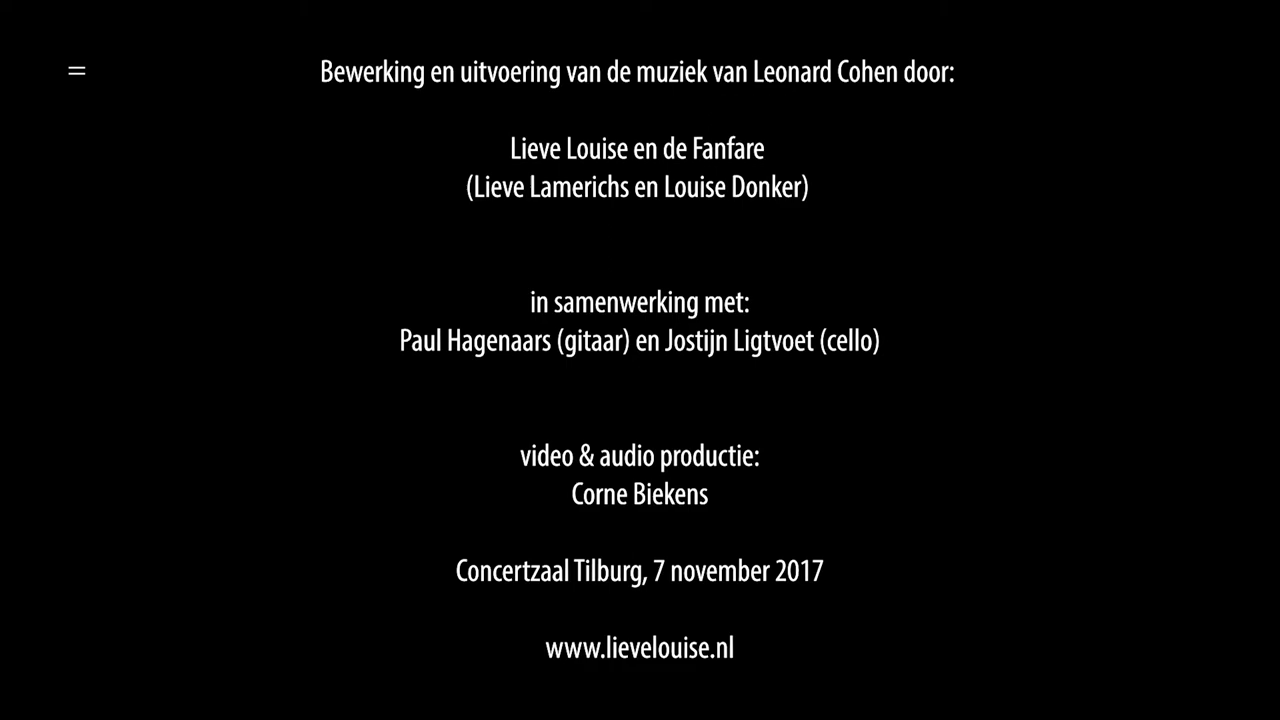 =
Bewerking en uitvoering van de muziek van Leonard Cohen door:
Lieve Louise en de Fanfare
(Lieve Lamerichs en Louise Donker)
in samenwerking met:
Paul Hagenaars (gitaar) en Jostijn Ligtvoet (cello)
video & audio productie:
Corne Biekens
Concertzaal Tilburg, 7 november 2017
www.lievelouise.nl